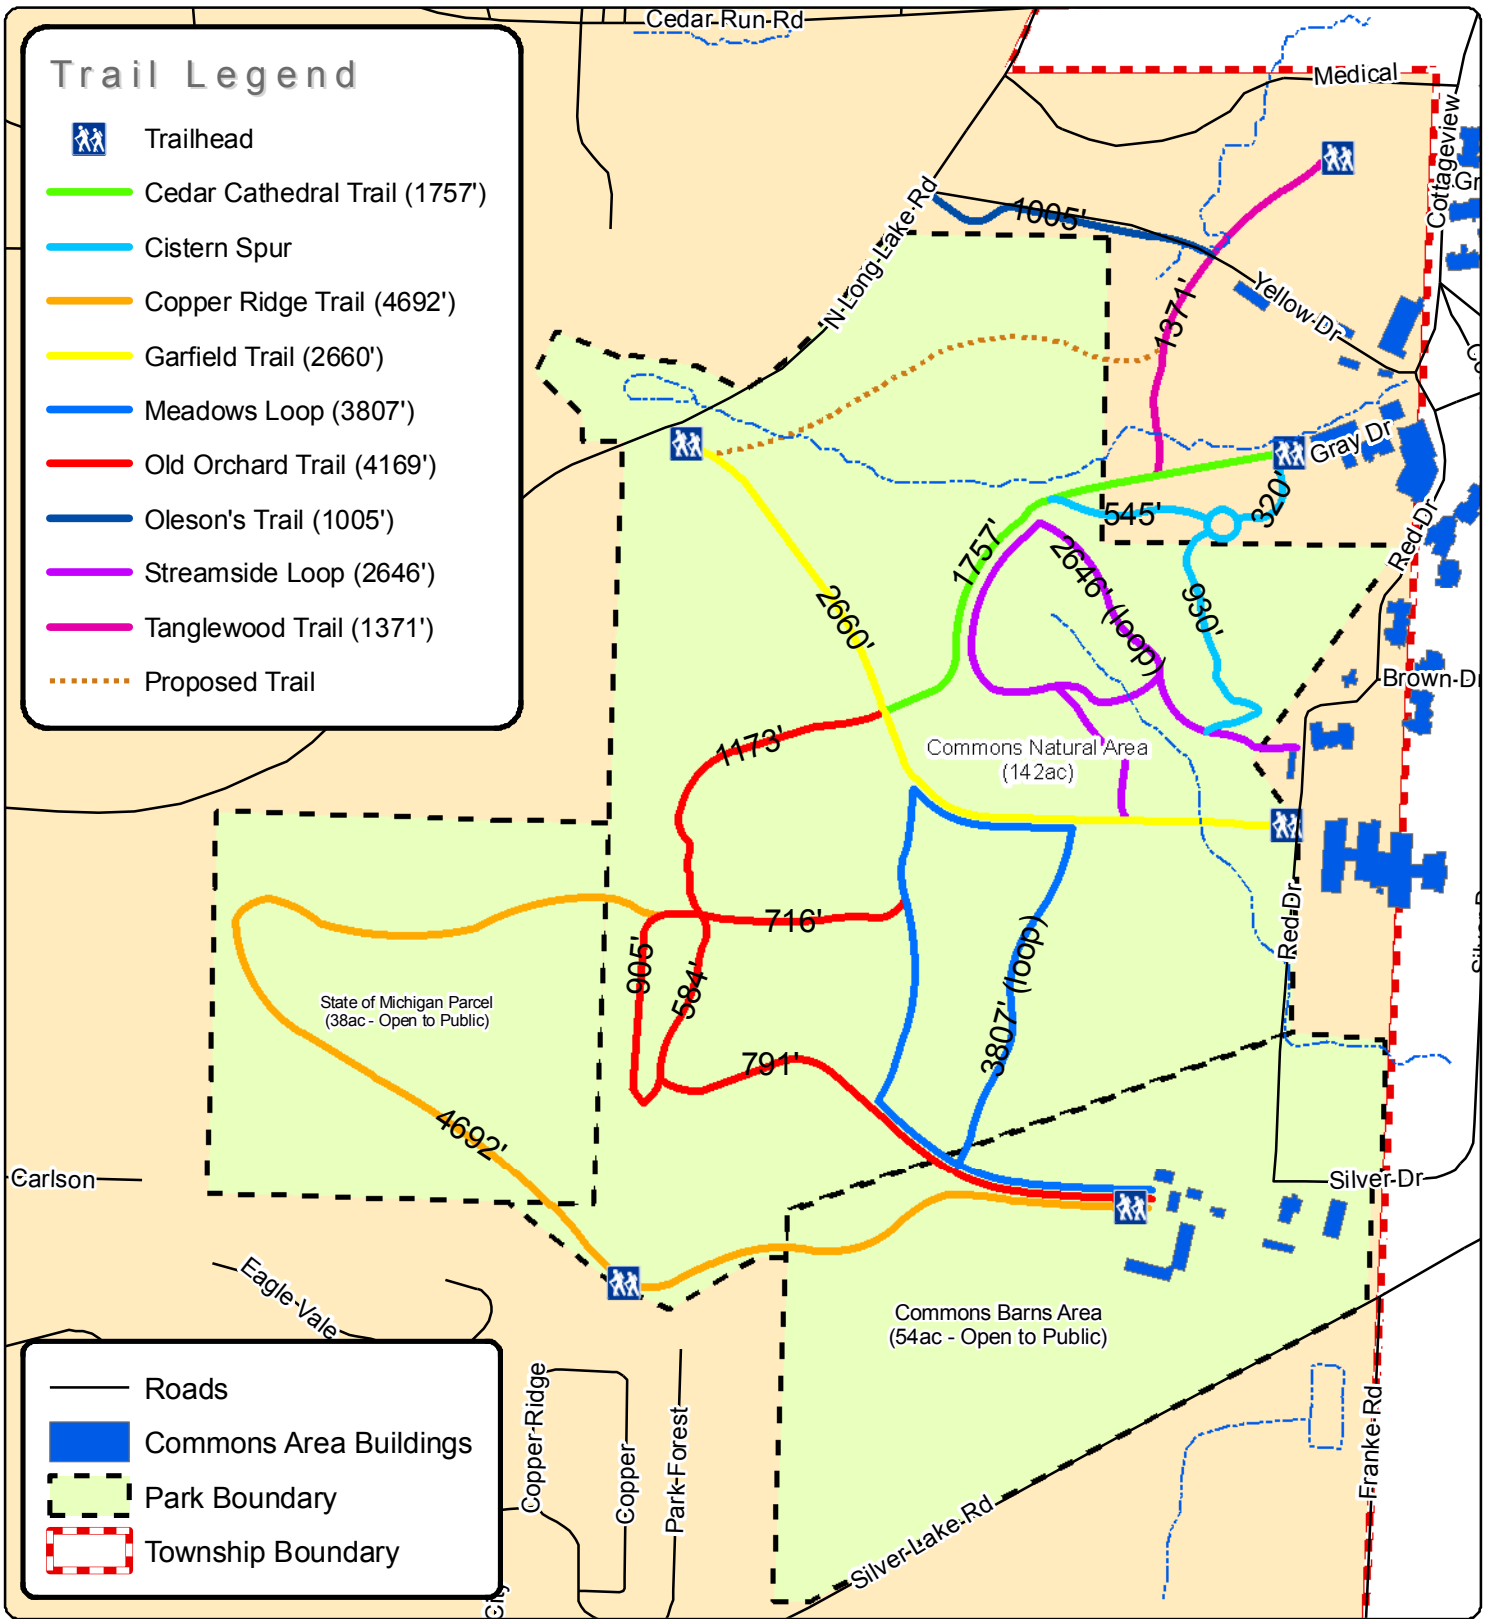 Cedar Run Rd
Trail Legend
Trailhead
Cedar Cathedral Trail (1757')
Cistern Spur
Copper Ridge Trail (4692')
Garfield Trail (2660')
Meadows Loop (3807')
Old Orchard Trail (4169')
Oleson's Trail (1005')
Streamside Loop (2646')
Tanglewood Trail (1371')
Proposed Trail
Medical
Cottageview
Gr
N Long Lake Rd
1005'
1371'
Yellow Dr
Gray Dr
320'
545'
Red Dr
1757'
2646' (loop)
930'
2660'
Brown Dr
1173'
Commons Natural Area
(142ac)
716'
905'
584'
Red Dr
3807' (loop)
State of Michigan Parcel
(38ac - Open to Public)
791'
4692'
Carlson
Silver Dr
Eagle Vale
Commons Barns Area
(54ac - Open to Public)
Roads
Commons Area Buildings
Park Boundary
Township Boundary
Copper Ridge
Copper
Park Forest
Silver Lake Rd
Franke Rd
City